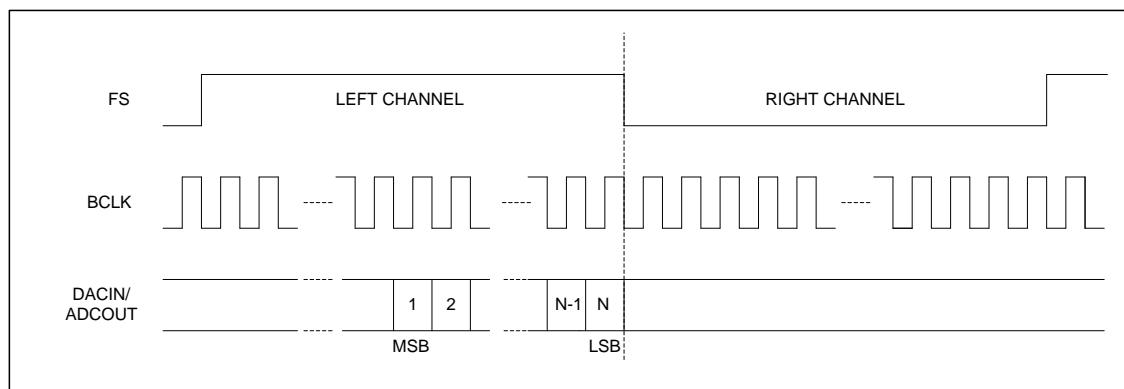 FS
LEFT CHANNEL
RIGHT CHANNEL
BCLK
DACIN/
ADCOUT
1
2
N-1
N
MSB
LSB